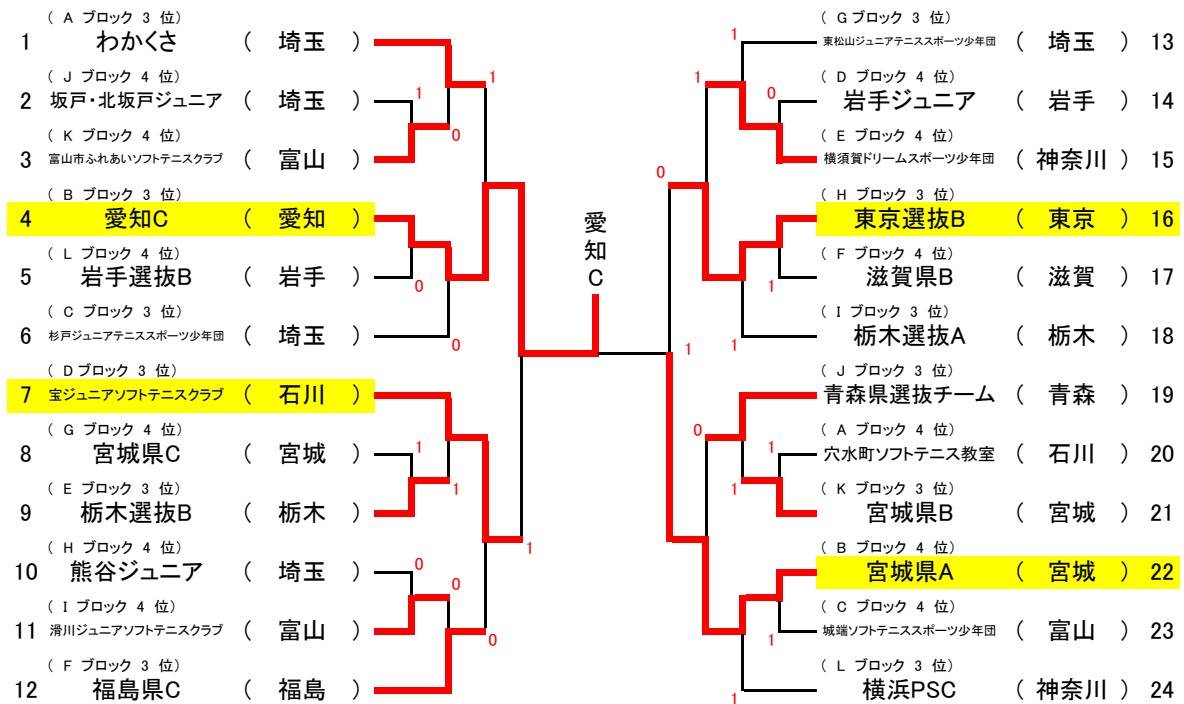 ( A ブロック 3 位)
1 わかくさ ( 埼玉 )
( J ブロック 4 位)
2 坂戸・北坂戸ジュニア ( 埼玉 )
( K ブロック 4 位)
3 富山市ふれあいソフトテニスクラブ ( 富山 )
( B ブロック 3 位)
4 愛知C ( 愛知 )
( L ブロック 4 位)
5 岩手選抜B ( 岩手 )
( C ブロック 3 位)
6 杉戸ジュニアテニススポーツ少年団 ( 埼玉 )
( Dブロック 3 位)
7 宝ジュニアソフトテニスクラブ ( 石川 )
( G ブロック 4 位)
8 宮城県C ( 宮城 )
( E ブロック 3 位)
9 栃木選抜B ( 栃木 )
( H ブロック 4 位)
10 熊谷ジュニア ( 埼玉 )
( I ブロック 4 位)
11 滑川ジュニアソフトテニスクラブ ( 富山 )
( F ブロック 3 位)
12 福島県C ( 福島 )
1
1
0
0
0
1
1
0
0
0
1
愛知C
( Gブロック 3 位)
東松山ジュニアテニススポーツ少年団 ( 埼玉 ) 13
( D ブロック 4 位)
岩手ジュニア ( 岩手 ) 14
( E ブロック 4 位)
横須賀ドリームスポーツ少年団 ( 神奈川 ) 15
( H ブロック 3 位)
東京選抜B ( 東京 ) 16
( F ブロック 4 位)
滋賀県B ( 滋賀 ) 17
( I ブロック 3 位)
栃木選抜A ( 栃木 ) 18
( J ブロック 3 位)
青森県選抜チーム ( 青森 ) 19
( A ブロック 4 位)
穴水町ソフトテニス教室 ( 石川 ) 20
( K ブロック 3 位)
宮城県B ( 宮城 ) 21
( B ブロック 4 位)
宮城県A ( 宮城 ) 22
( C ブロック 4 位)
城端ソフトテニススポーツ少年団 ( 富山 ) 23
( L ブロック 3 位)
横浜PSC ( 神奈川 ) 24
1
1
0
0
1
1
1
0
1
1
1
1